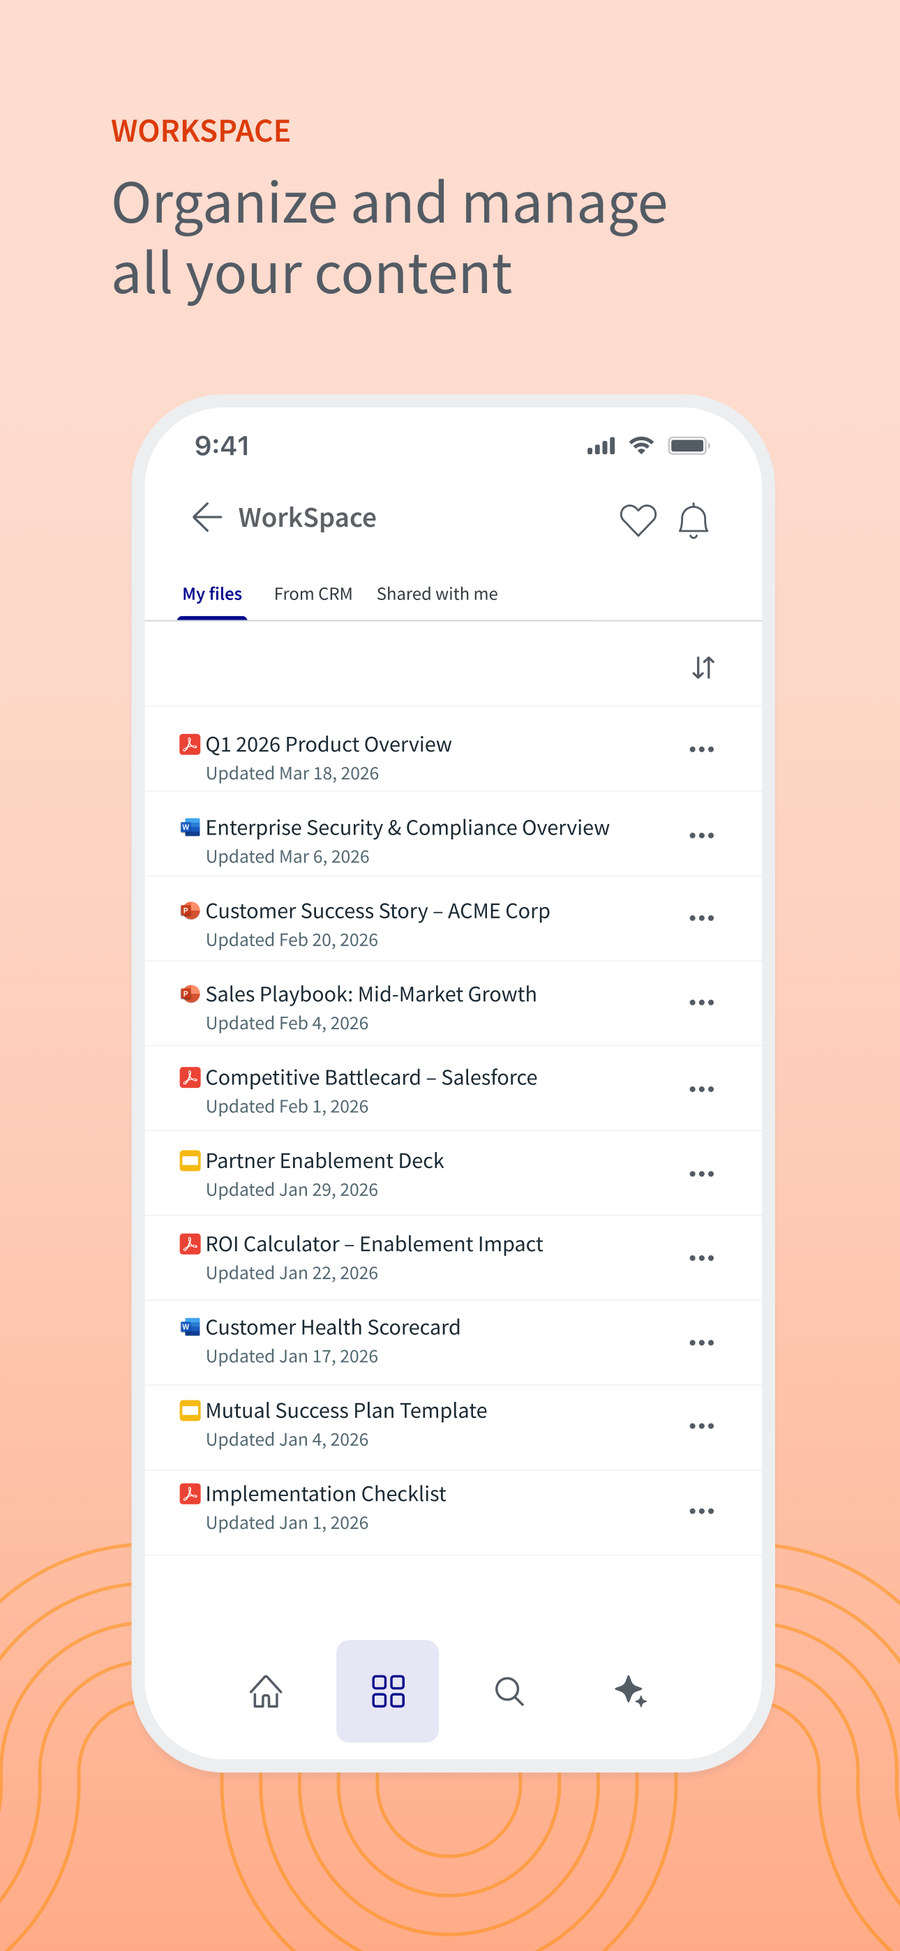 WORKSPACE
Organize and manage
all your content
9:41
WorkSpace
My files From CRM Shared with me
Q1 2026 Product Overview
Updated Mar 18, 2026
Enterprise Security & Compliance Overview
Updated Mar 6, 2026
Customer Success Story – ACME Corp
Updated Feb 20, 2026
Sales Playbook: Mid-Market Growth
Updated Feb 4, 2026
Competitive Battlecard – Salesforce
Updated Feb 1, 2026
Partner Enablement Deck
Updated Jan 29, 2026
ROI Calculator – Enablement Impact
Updated Jan 22, 2026
Customer Health Scorecard
Updated Jan 17, 2026
Mutual Success Plan Template
Updated Jan 4, 2026
Implementation Checklist
Updated Jan 1, 2026